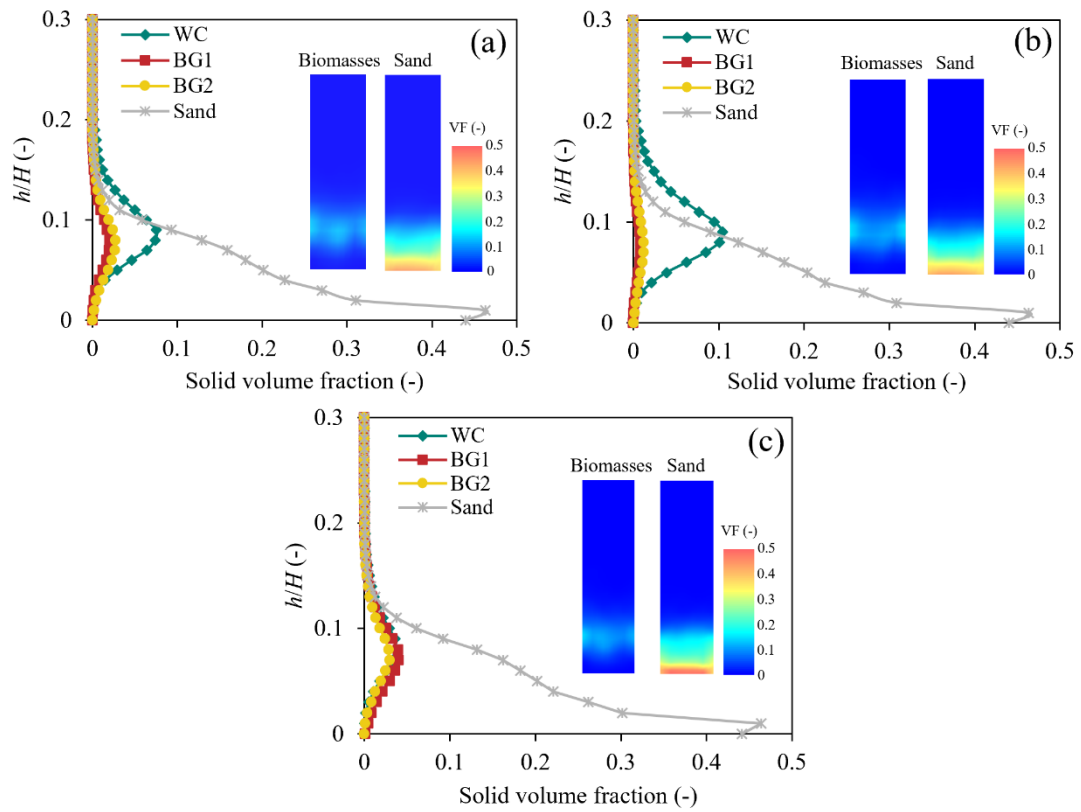 (a)
WC
BG1
BG2
Sand
Biomasses Sand
VF (-)
0.5
0.4
0.3
0.2
0.1
0
0.3
0.2
0.1
0
h/H (-)
0 0.1 0.2 0.3 0.4 0.5
Solid volume fraction (-)
(b)
WC
BG1
BG2
Sand
Biomasses Sand
VF (-)
0.5
0.4
0.3
0.2
0.1
0
0.3
0.2
0.1
0
h/H (-)
0 0.1 0.2 0.3 0.4 0.5
Solid volume fraction (-)
(c)
WC
BG1
BG2
Sand
Biomasses Sand
VF (-)
0.5
0.4
0.3
0.2
0.1
0
0.3
0.2
0.1
0
h/H (-)
0 0.1 0.2 0.3 0.4 0.5
Solid volume fraction (-)